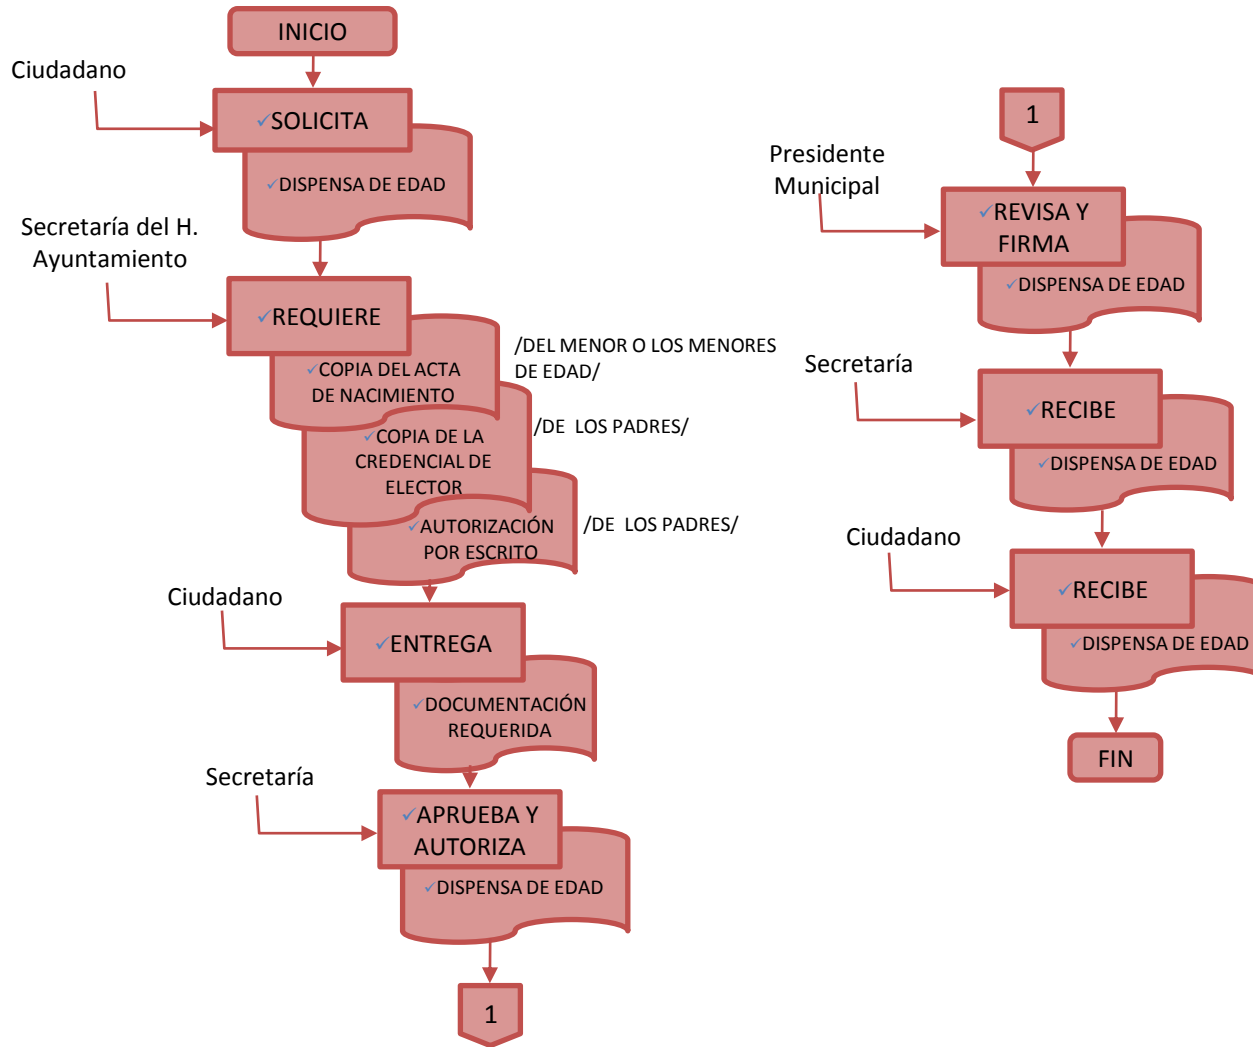 INICIO
Ciudadano
✓SOLICITA
✓DISPENSA DE EDAD
Secretaría del H.
Ayuntamiento
✓REQUIERE
✓COPIA DEL ACTA
DE NACIMIENTO
/DEL MENOR O LOS MENORES
DE EDAD/
✓COPIA DE LA
CREDENCIAL DE
ELECTOR
/DE LOS PADRES/
✓AUTORIZACIÓN
POR ESCRITO
/DE LOS PADRES/
Ciudadano
✓ENTREGA
✓DOCUMENTACIÓN
REQUERIDA
Secretaría
✓APRUEBA Y
AUTORIZA
✓DISPENSA DE EDAD
1
1
Presidente
Municipal
✓REVISA Y
FIRMA
✓DISPENSA DE EDAD
Secretaría
✓RECIBE
✓DISPENSA DE EDAD
Ciudadano
✓RECIBE
✓DISPENSA DE EDAD
FIN